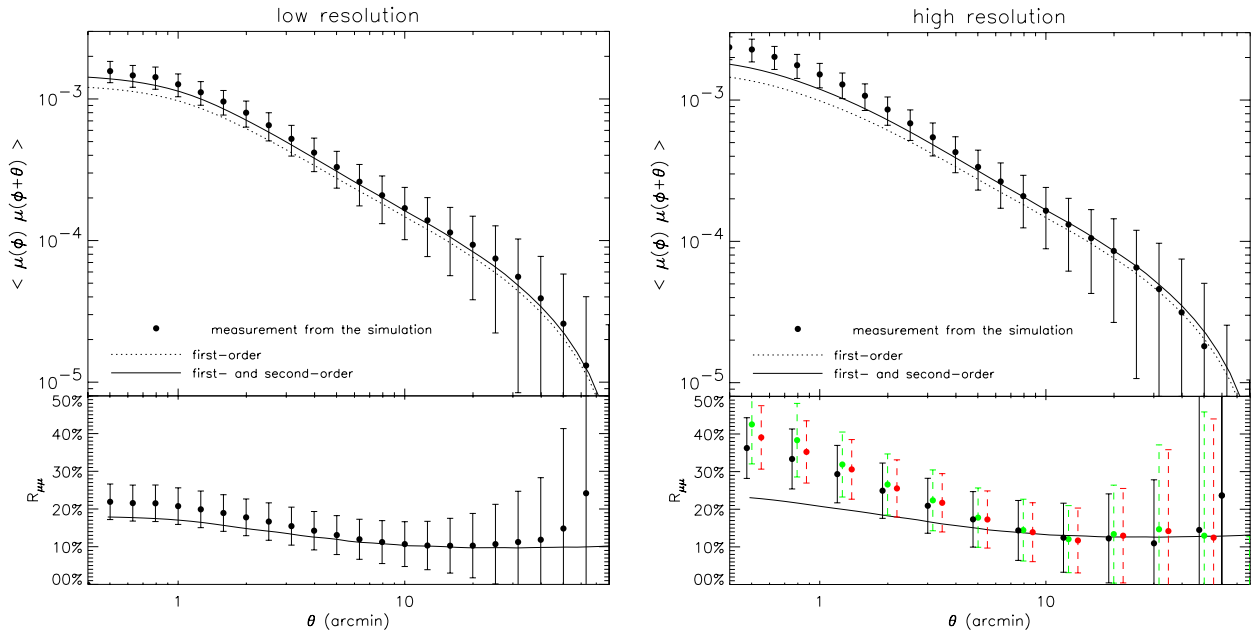 low resolution
10⁻³
10⁻⁴
10⁻⁵
< μ(ϕ) μ(ϕ+θ) >
measurement from the simulation
first-order
first- and second-order
50%
40%
30%
20%
10%
00%
R_μμ
1
10
θ (arcmin)
high resolution
10⁻³
10⁻⁴
10⁻⁵
< μ(ϕ) μ(ϕ+θ) >
measurement from the simulation
first-order
first- and second-order
50%
40%
30%
20%
10%
00%
R_μμ
1
10
θ (arcmin)